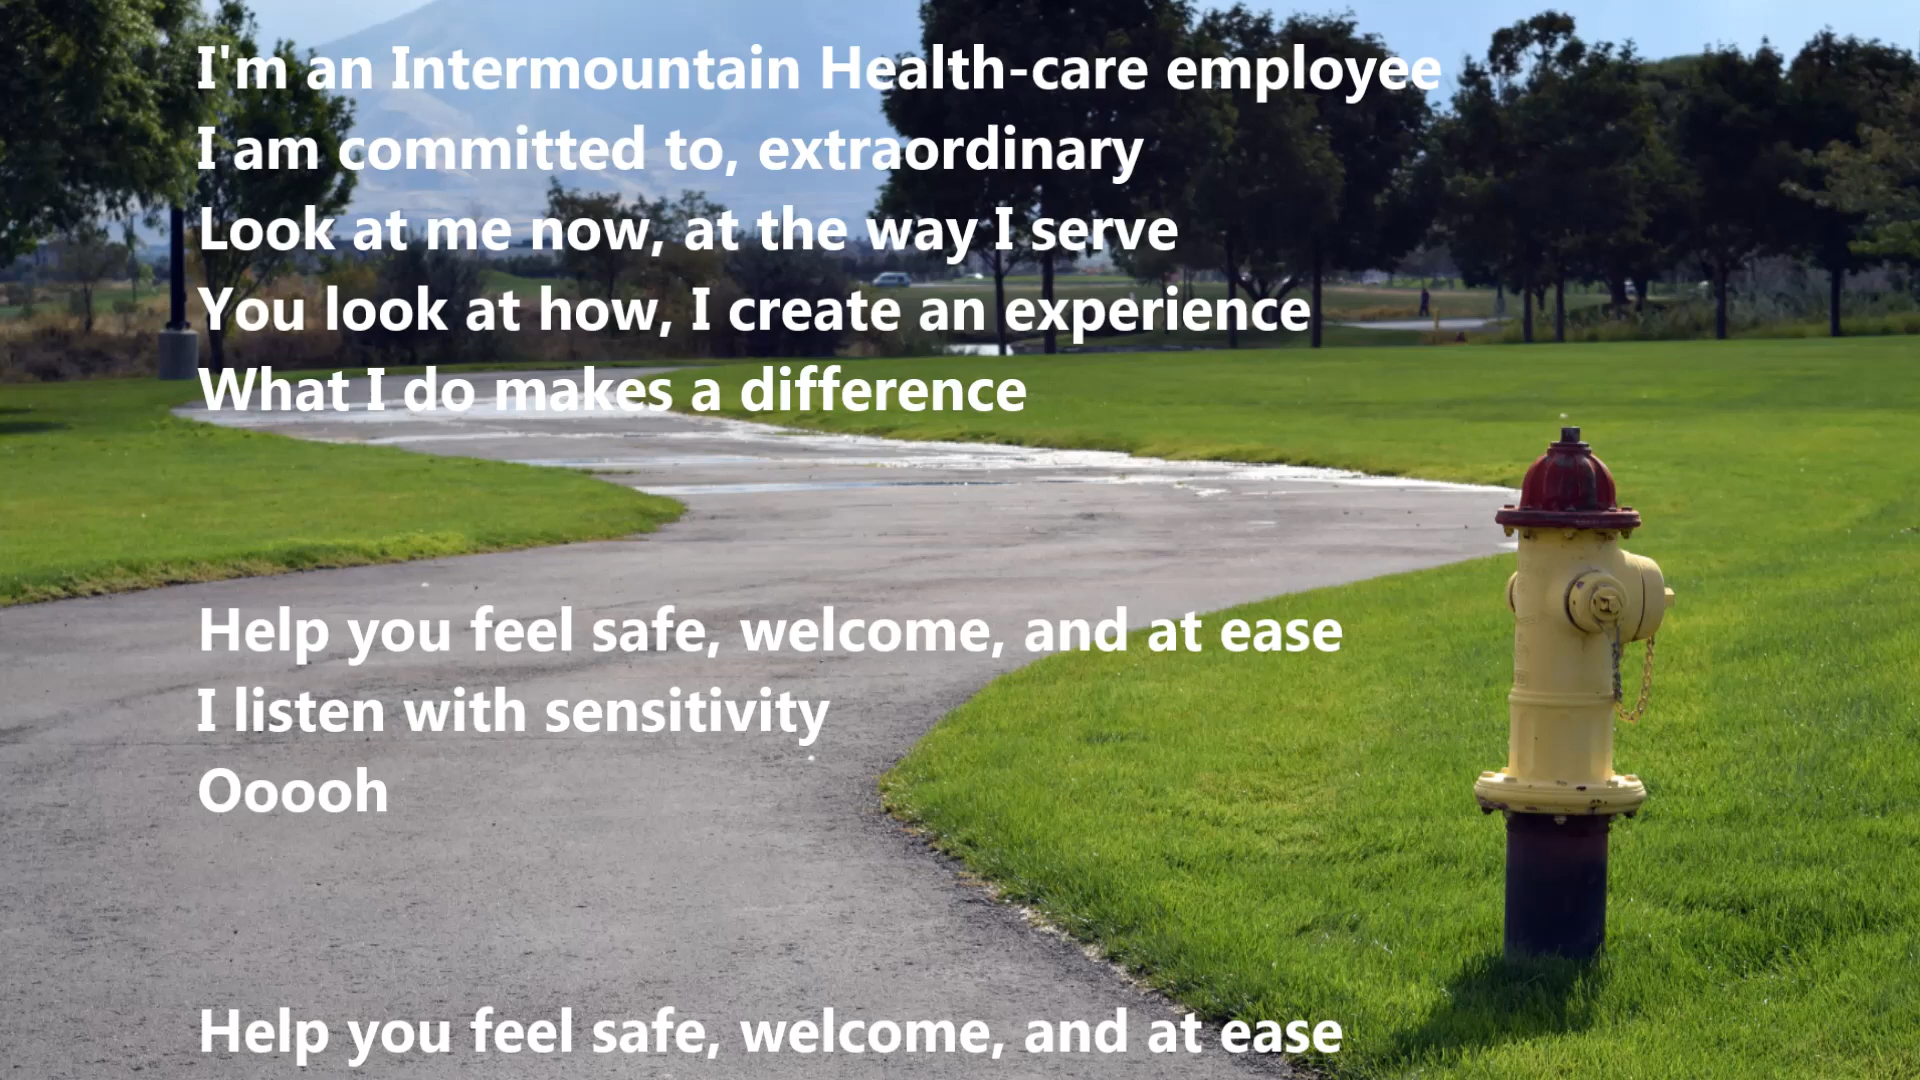 I'm an Intermountain Health-care employee
I am committed to, extraordinary
Look at me now, at the way I serve
You look at how, I create an experience
What I do makes a difference
Help you feel safe, welcome, and at ease
I listen with sensitivity
Ooooh
Help you feel safe, welcome, and at ease